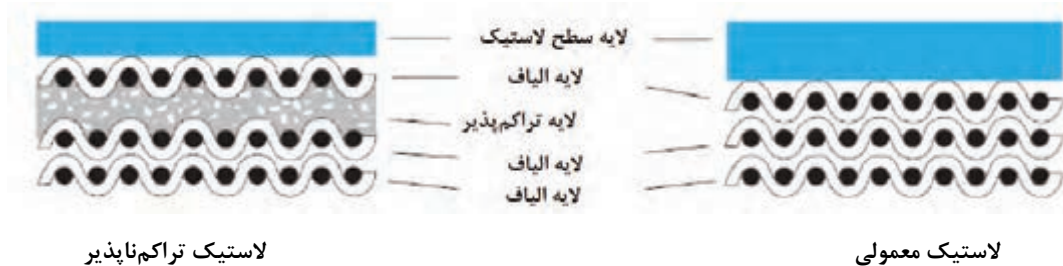 لایه سطح لاستیک
لایه الیاف
لایه تراکم‌پذیر
لایه الیاف
لایه الیاف
لاستیک معمولی
لاستیک تراکم‌ناپذیر